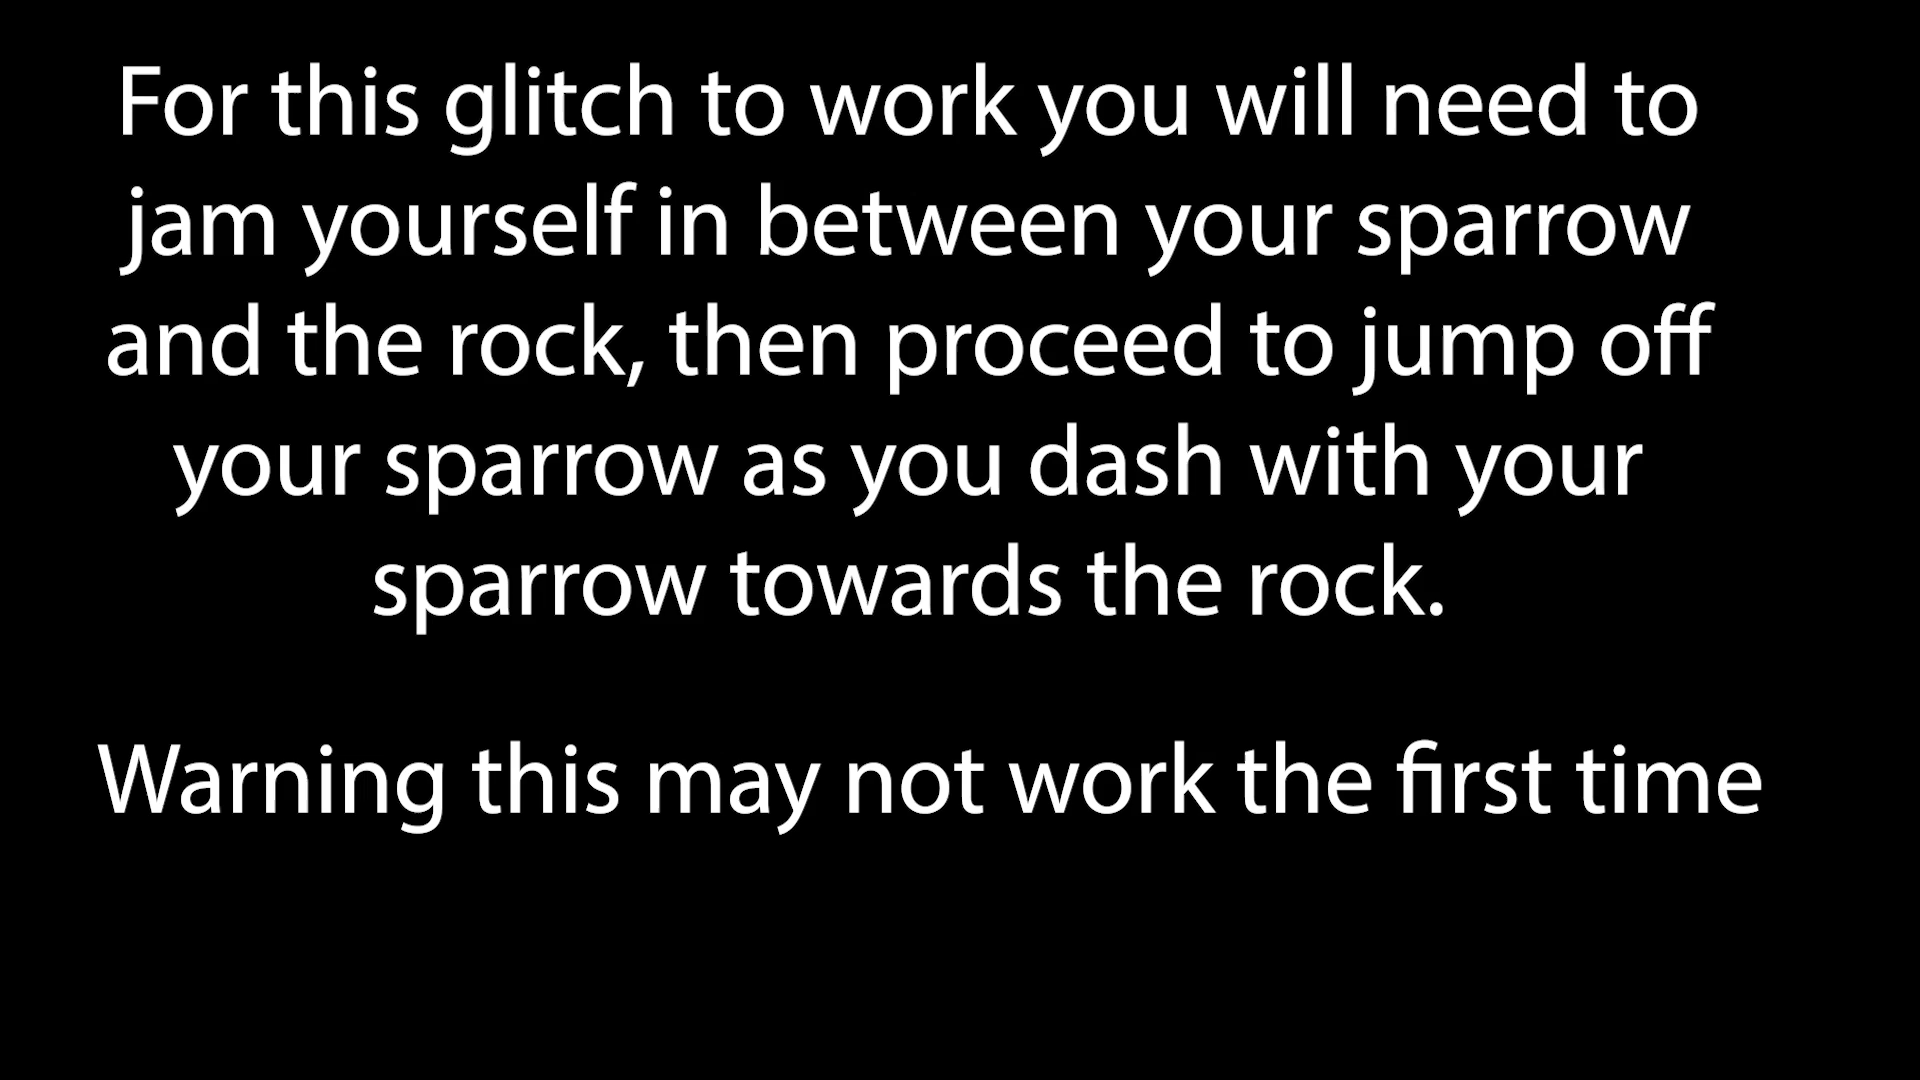 For this glitch to work you will need to
jam yourself in between your sparrow
and the rock, then proceed to jump off
your sparrow as you dash with your
sparrow towards the rock.
Warning this may not work the first time